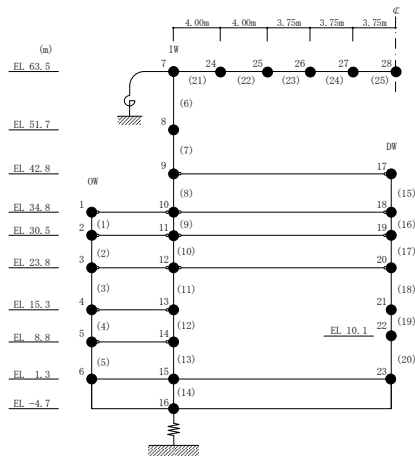 ℄
4.00m 4.00m 3.75m 3.75m 3.75m
(m) IW
EL 63.5 7 24 25 26 27 28
(21) (22) (23) (24) (25)
(6)
EL 51.7 8
(7)
EL 42.8 9 17
OW DW
(8) (15)
EL 34.8 1 10 18
(1) (9) (16)
EL 30.5 2 11 19
(2) (10) (17)
EL 23.8 3 12 20
(3) (11) (18)
EL 15.3 4 13 21
(4) (12) (19)
EL 8.8 5 14 EL 10.1 22
(5) (13) (20)
EL 1.3 6 15 23
(14)
EL -4.7 16